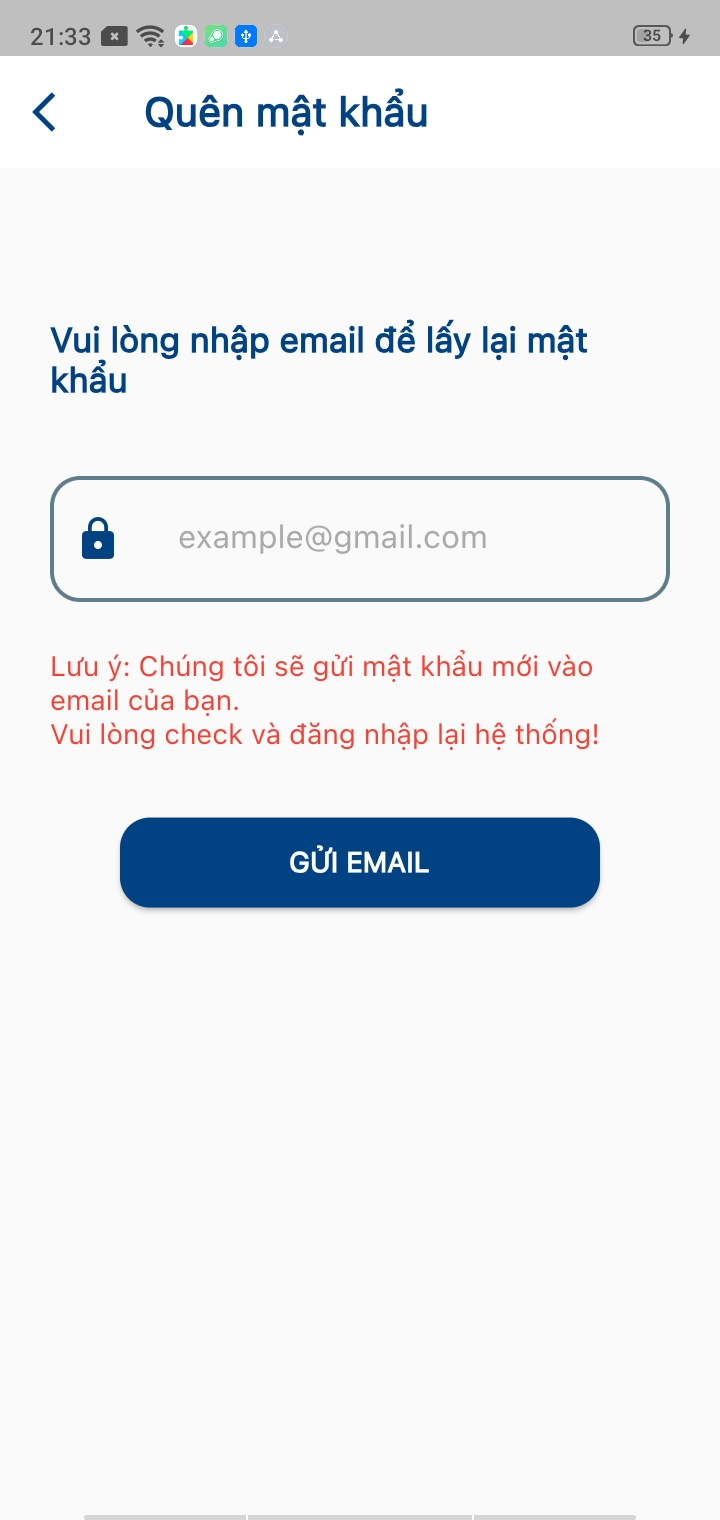 21:33
35
Quên mật khẩu
Vui lòng nhập email để lấy lại mật
khẩu
example@gmail.com
Lưu ý: Chúng tôi sẽ gửi mật khẩu mới vào
email của bạn.
Vui lòng check và đăng nhập lại hệ thống!
GỬI EMAIL